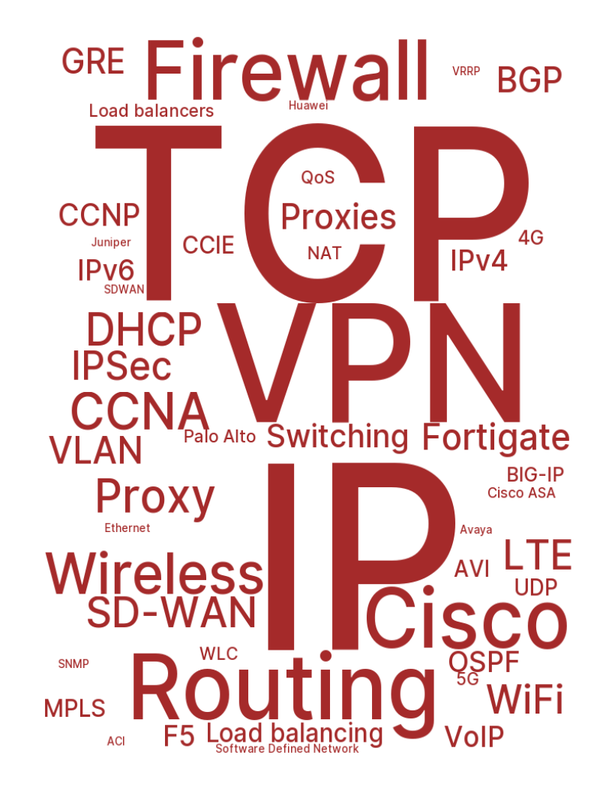 GRE
Firewall
VRRP
BGP
Load balancers
Huawei
TCP
QoS
CCNP
Proxies
Juniper
CCIE
NAT
4G
IPv6
IPv4
SDWAN
DHCP
VPN
IPSec
CCNA
Palo Alto
Switching
Fortigate
VLAN
BIG-IP
Proxy
Cisco ASA
IP
Ethernet
Avaya
Wireless
AVI
LTE
UDP
SD-WAN
Cisco
WLC
OSPF
SNMP
5G
Routing
MPLS
WiFi
ACI
F5
Load balancing
VoIP
Software Defined Network